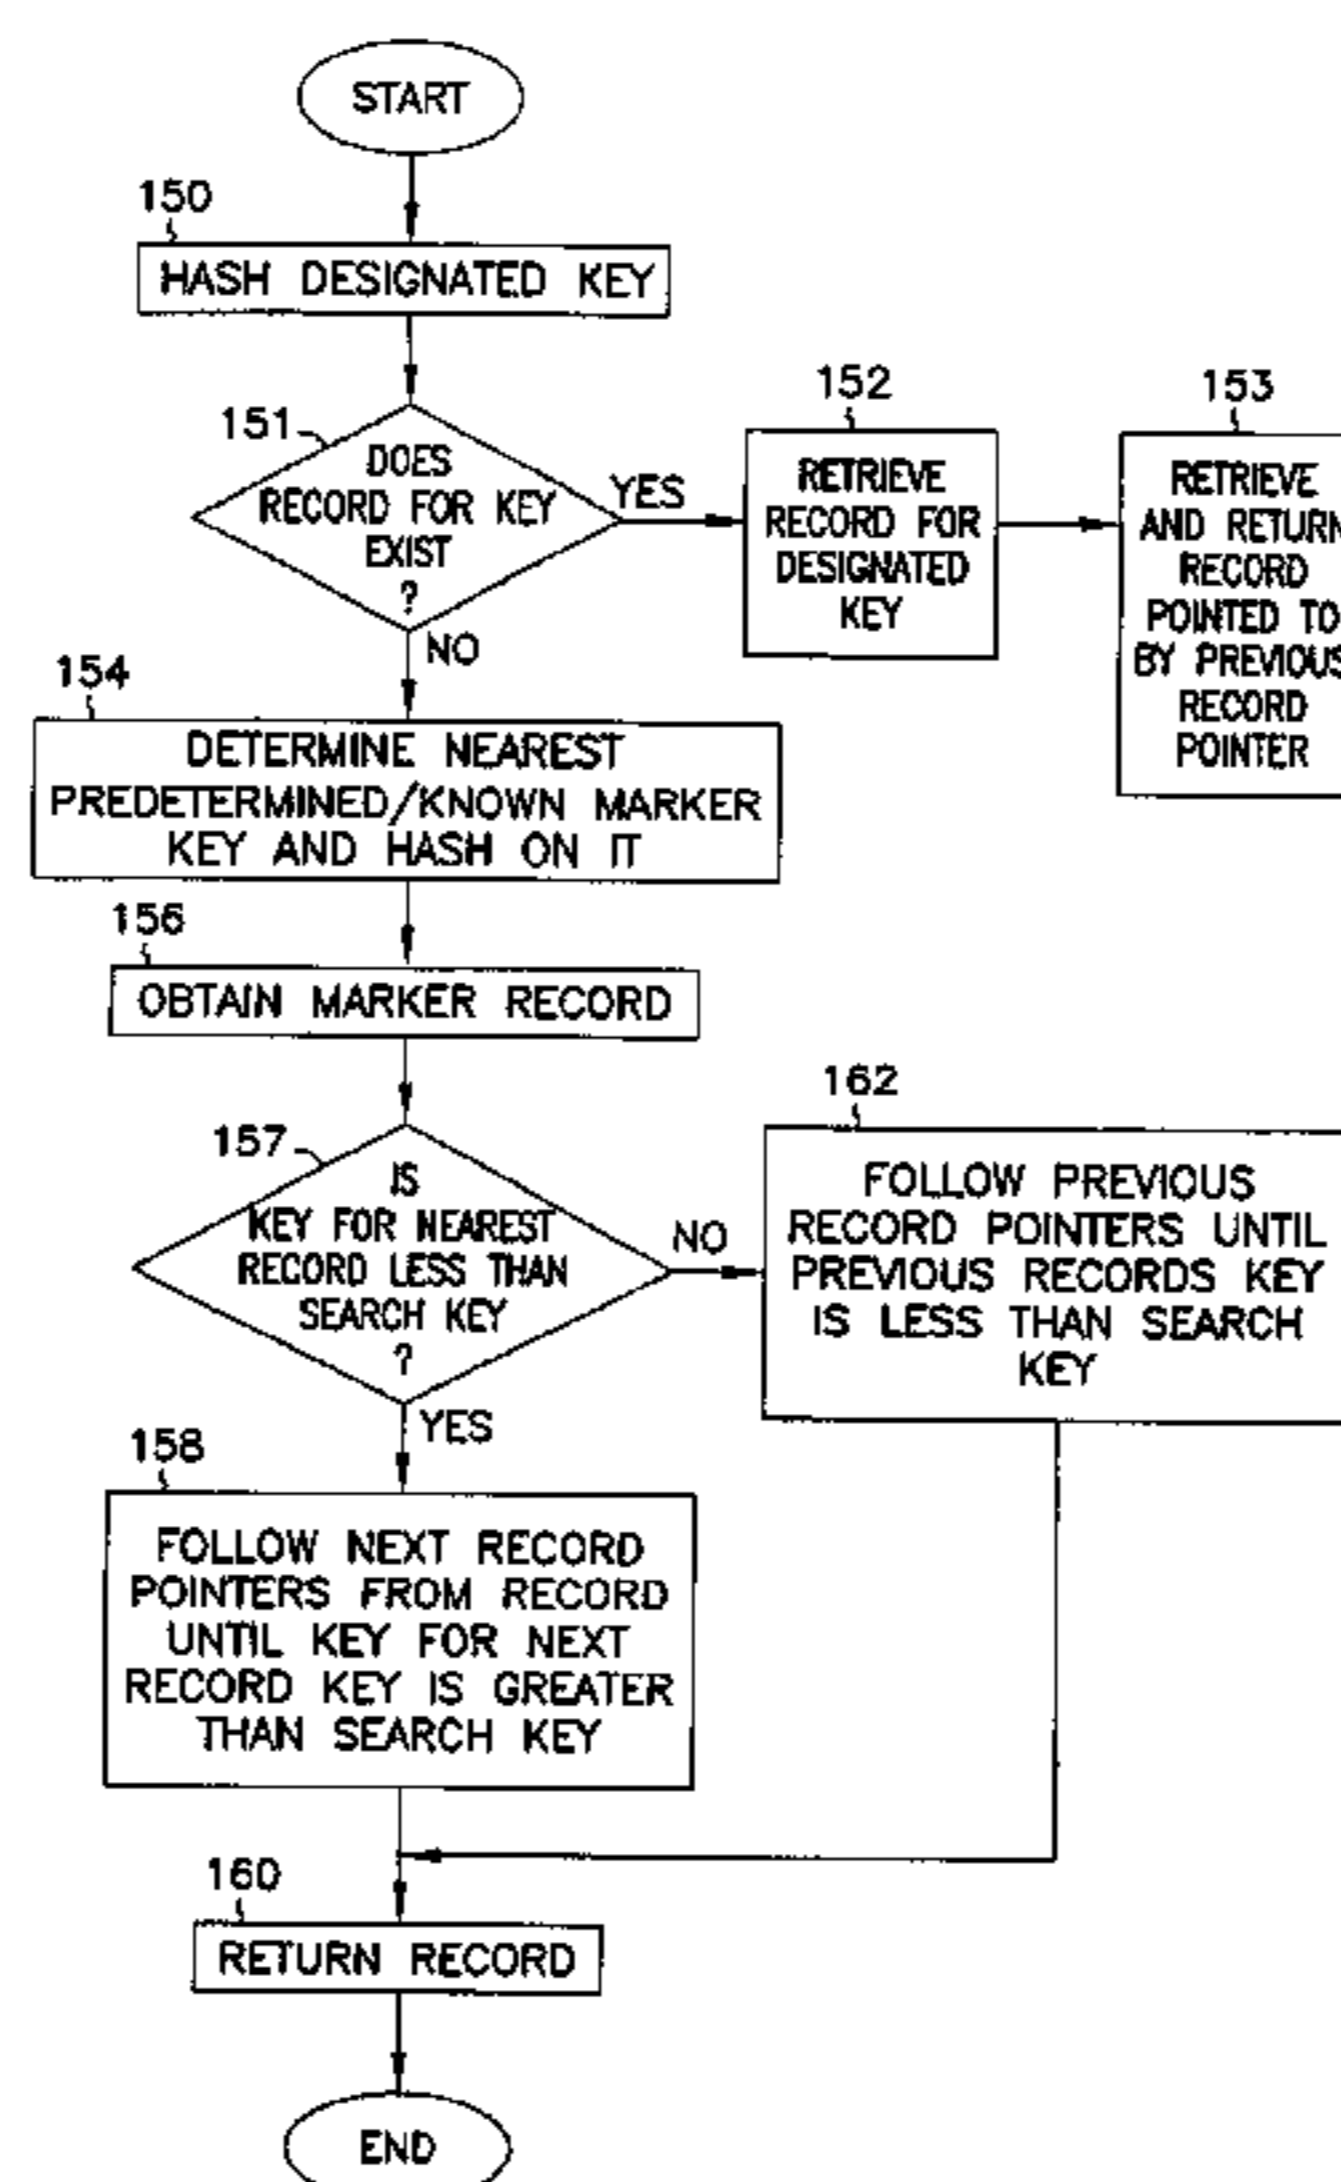 START
150
HASH DESIGNATED KEY
151
DOES
RECORD FOR KEY
EXIST
?
YES
152
RETRIEVE
RECORD FOR
DESIGNATED
KEY
153
RETRIEVE
AND RETURN
RECORD
POINTED TO
BY PREVIOUS
RECORD
POINTER
NO
154
DETERMINE NEAREST
PREDETERMINED/KNOWN MARKER
KEY AND HASH ON IT
156
OBTAIN MARKER RECORD
157
IS
KEY FOR NEAREST
RECORD LESS THAN
SEARCH KEY
?
NO
162
FOLLOW PREVIOUS
RECORD POINTERS UNTIL
PREVIOUS RECORDS KEY
IS LESS THAN SEARCH
KEY
YES
158
FOLLOW NEXT RECORD
POINTERS FROM RECORD
UNTIL KEY FOR NEXT
RECORD KEY IS GREATER
THAN SEARCH KEY
160
RETURN RECORD
END